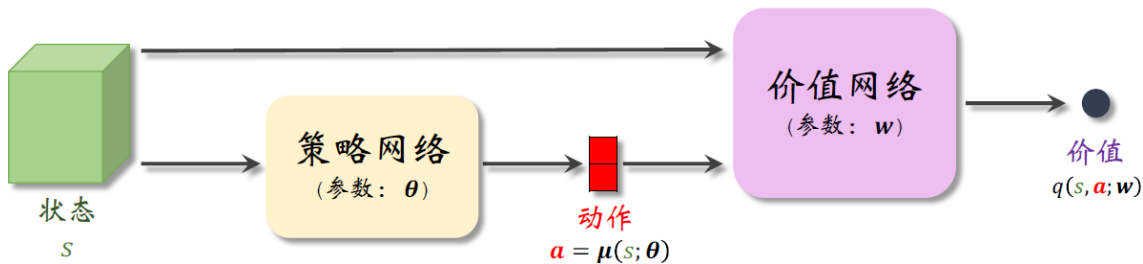 状态
s
策略网络
(参数: θ)
动作
a = μ(s; θ)
价值网络
(参数: w)
价值
q(s, a; w)